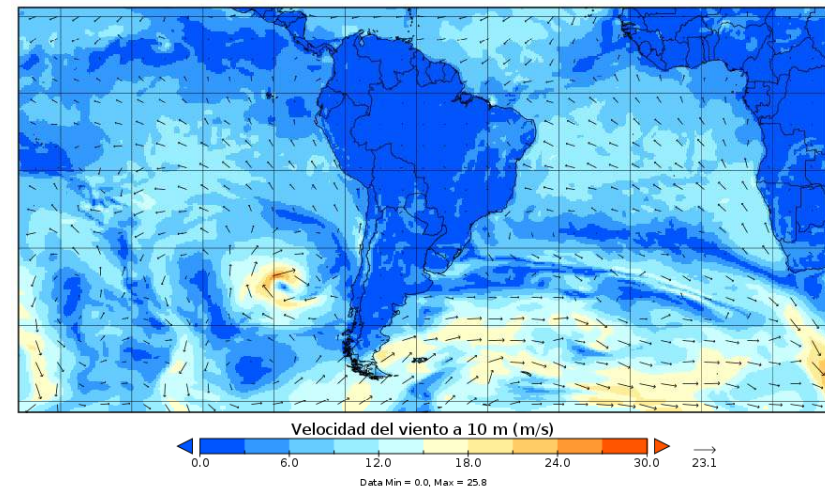 Velocidad del viento a 10 m (m/s)
0.0 6.0 12.0 18.0 24.0 30.0 23.1
Data Min = 0.0, Max = 25.8